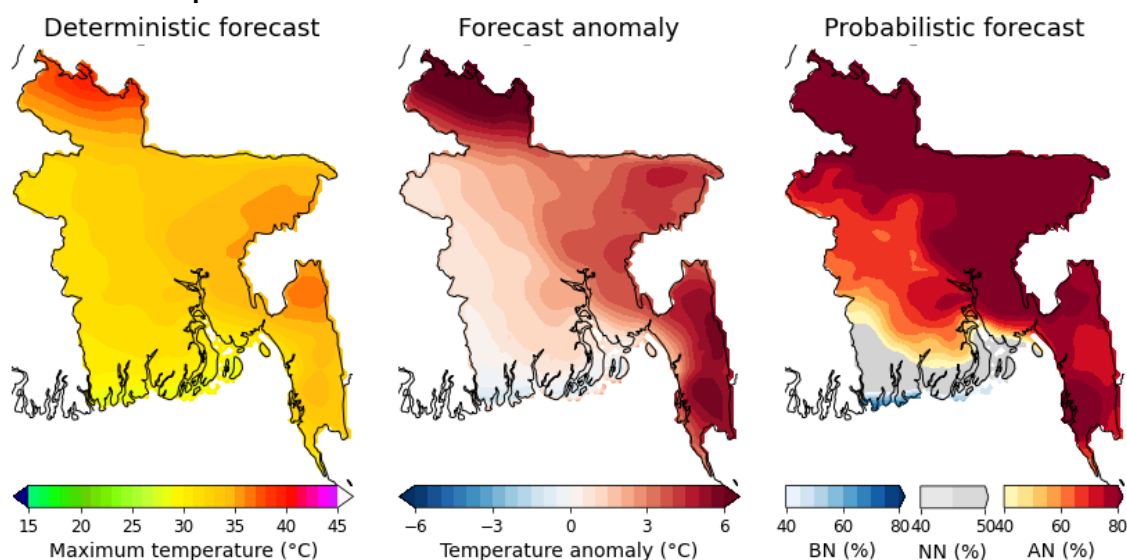 Deterministic forecast
Forecast anomaly
Probabilistic forecast
15 20 25 30 35 40 45
Maximum temperature (°C)
−6 −3 0 3 6
Temperature anomaly (°C)
40 60 80
BN (%)
40 50
NN (%)
40 60 80
AN (%)